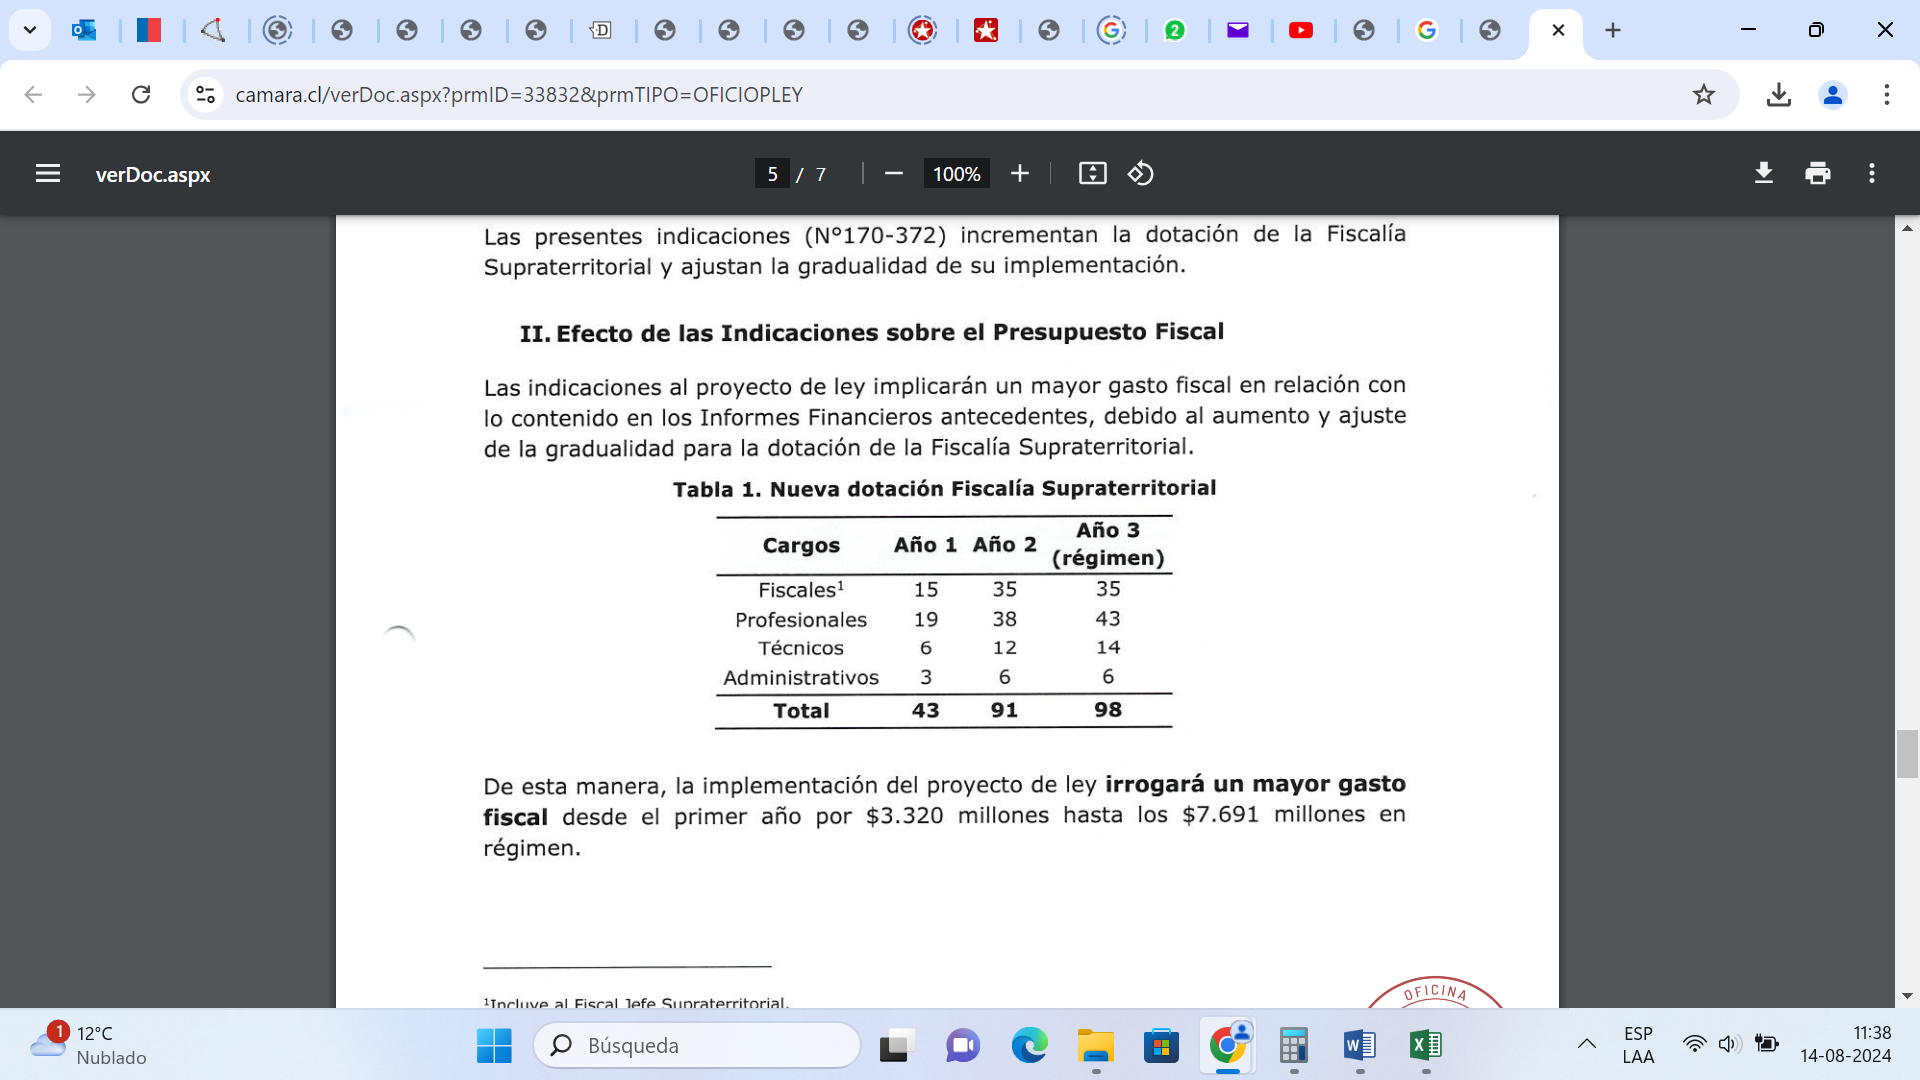 2
camara.cl/verDoc.aspx?prmID=33832&prmTIPO=OFICIOPLEY
verDoc.aspx
5 / 7
100%
Las presentes indicaciones (N°170-372) incrementan la dotación de la Fiscalía
Supraterritorial y ajustan la gradualidad de su implementación.
II. Efecto de las Indicaciones sobre el Presupuesto Fiscal
Las indicaciones al proyecto de ley implicarán un mayor gasto fiscal en relación con
lo contenido en los Informes Financieros antecedentes, debido al aumento y ajuste
de la gradualidad para la dotación de la Fiscalía Supraterritorial.
Tabla 1. Nueva dotación Fiscalía Supraterritorial
Cargos Año 1 Año 2 Año 3 (régimen)
Fiscales¹ 15 35 35
Profesionales 19 38 43
Técnicos 6 12 14
Administrativos 3 6 6
Total 43 91 98
De esta manera, la implementación del proyecto de ley irrogará un mayor gasto
fiscal desde el primer año por $3.320 millones hasta los $7.691 millones en
régimen.
¹Incluye al Fiscal Jefe Supraterritorial.
OFICINA
1
12°C
Nublado
Búsqueda
ESP
LAA
11:38
14-08-2024